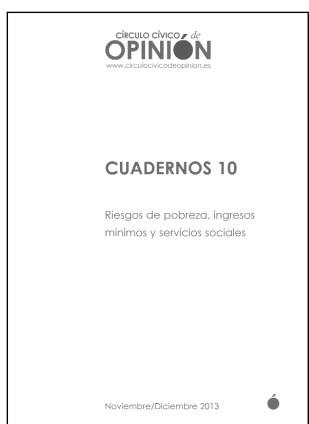 CÍRCULO CÍVICO de
OPINIÓN
www.circulocivicodeopinion.es
CUADERNOS 10
Riesgos de pobreza, ingresos
mínimos y servicios sociales
Noviembre/Diciembre 2013